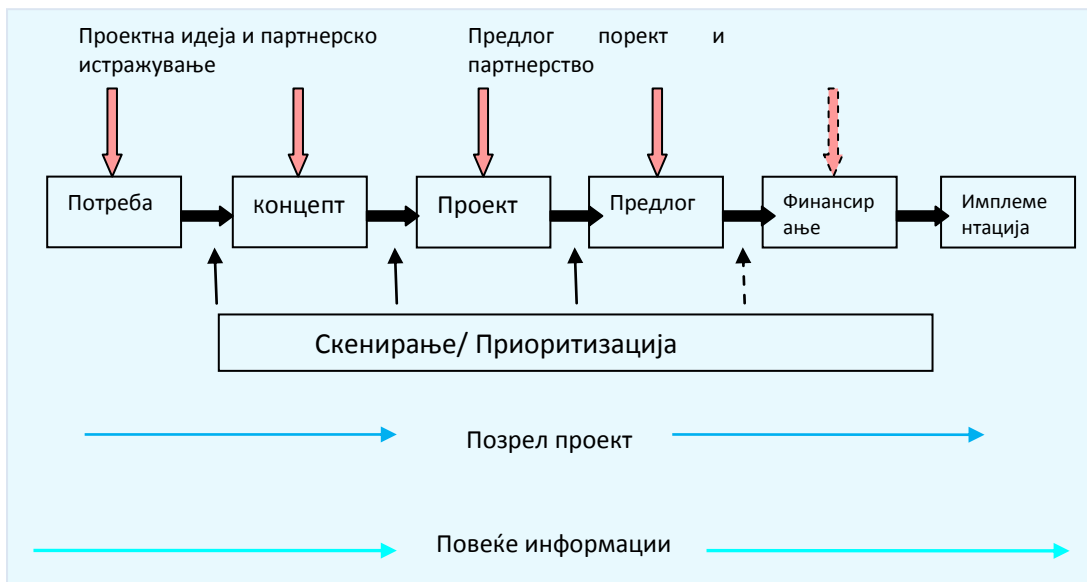 Проектна идеја и партнерско
истражување
Предлог порект и
партнерство
Потреба
концепт
Проект
Предлог
Финансир
ање
Имплеме
нтација
Скенирање/ Приоритизација
Позрел проект
Повеќе информации